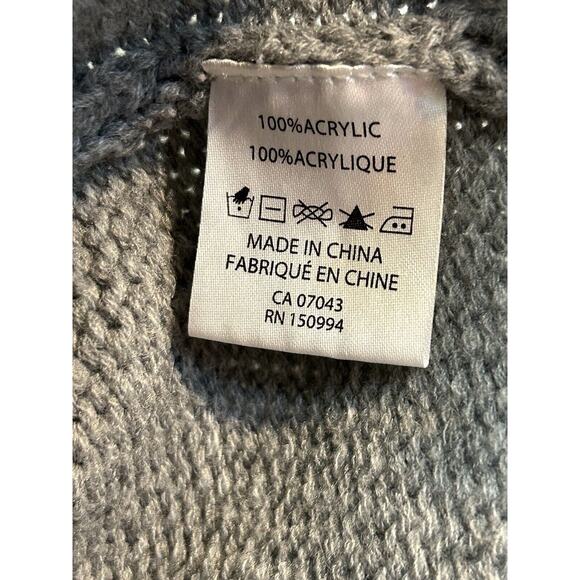 100%ACRYLIC
100%ACRYLIQUE
MADE IN CHINA
FABRIQUÉ EN CHINE
CA 07043
RN 150994